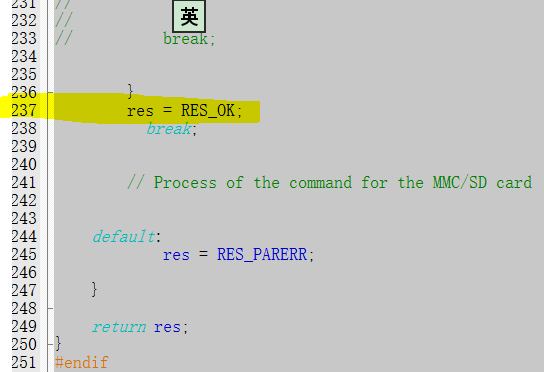 231 //
232 //
英
233 // break;
234
235
236 }
237 res = RES_OK;
238 break;
239
240
241 // Process of the command for the MMC/SD card
242
243
244 default:
245 res = RES_PARERR;
246
247 }
248
249 return res;
250 }
251 #endif